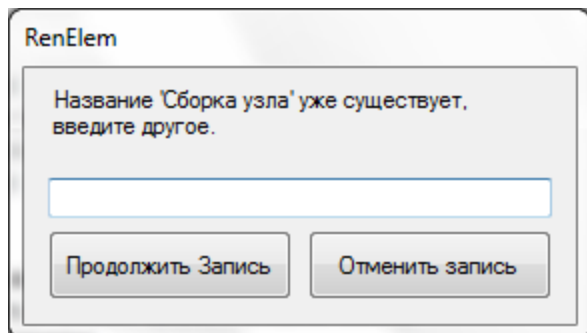 RenElem
Название 'Сборка узла' уже существует,
введите другое.
Продолжить Запись
Отменить запись